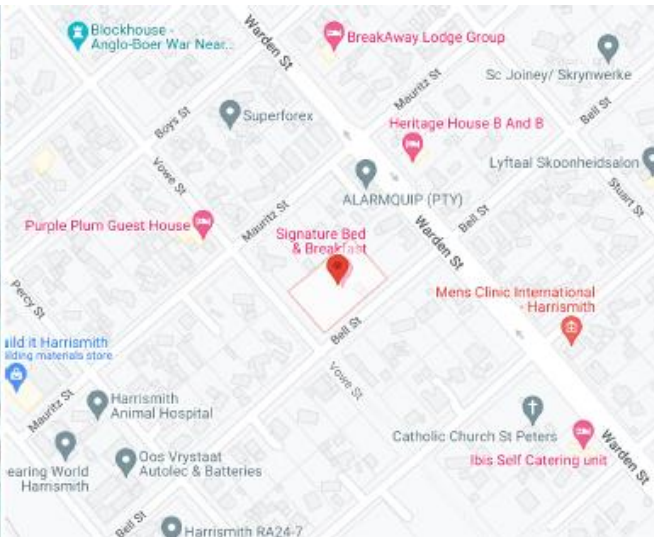 Blockhouse -
Anglo-Boer War Near...
Warden St
BreakAway Lodge Group
Sc Joiney/ Skrynwerke
Mauritz St
Bell St
Boys St
Superforex
Heritage House B And B
Lyftaal Skoonheidsalon
Vowe St
ALARMQUIP (PTY)
Stuart St
Mauritz St
Purple Plum Guest House
Signature Bed
& Breakfast
Warden St
Bell St
Percy St
Mens Clinic International
- Harrismith
Bell St
uild it Harrismith
ilding materials store
Vowe St
Mauritz St
Harrismith
Animal Hospital
Catholic Church St Peters
Warden St
Ibis Self Catering unit
earing World
Harrismith
Oos Vrystaat
Autolec & Batteries
Bell St
Harrismith RA24-7